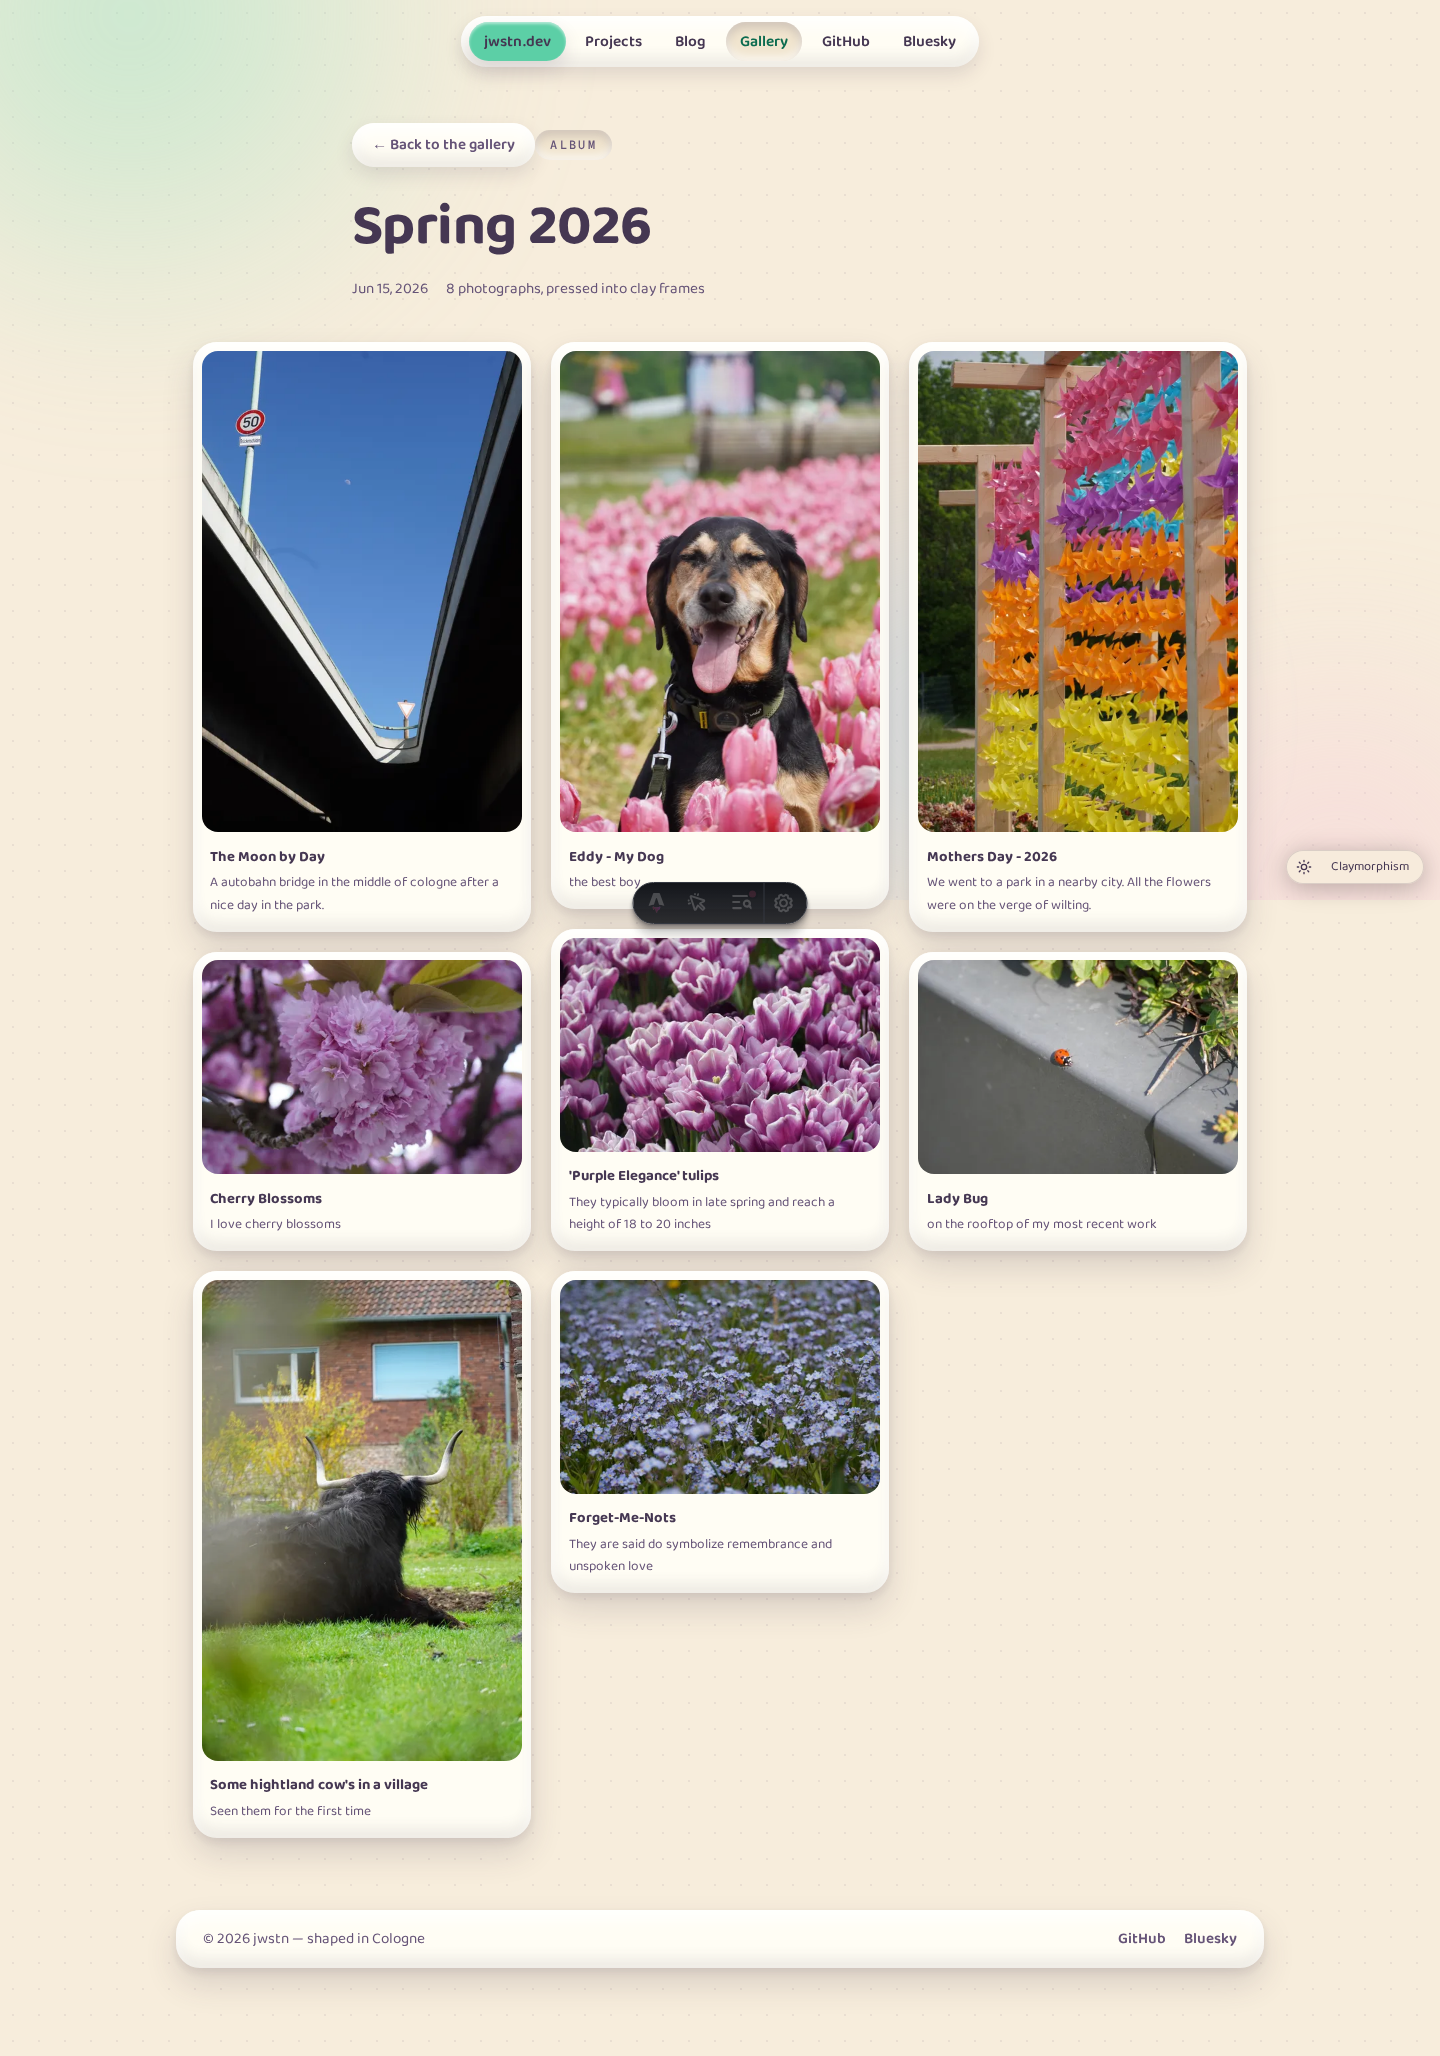 jwstn.dev Projects Blog Gallery GitHub Bluesky
← Back to the gallery ALBUM
Spring 2026
Jun 15, 2026 8 photographs, pressed into clay frames
50
The Moon by Day
A autobahn bridge in the middle of cologne after a
nice day in the park.
Eddy - My Dog
the best boy
Mothers Day - 2026
We went to a park in a nearby city. All the flowers
were on the verge of wilting.
Claymorphism
Cherry Blossoms
I love cherry blossoms
'Purple Elegance' tulips
They typically bloom in late spring and reach a
height of 18 to 20 inches
Lady Bug
on the rooftop of my most recent work
Some hightland cow's in a village
Seen them for the first time
Forget-Me-Nots
They are said do symbolize remembrance and
unspoken love
© 2026 jwstn — shaped in Cologne GitHub Bluesky